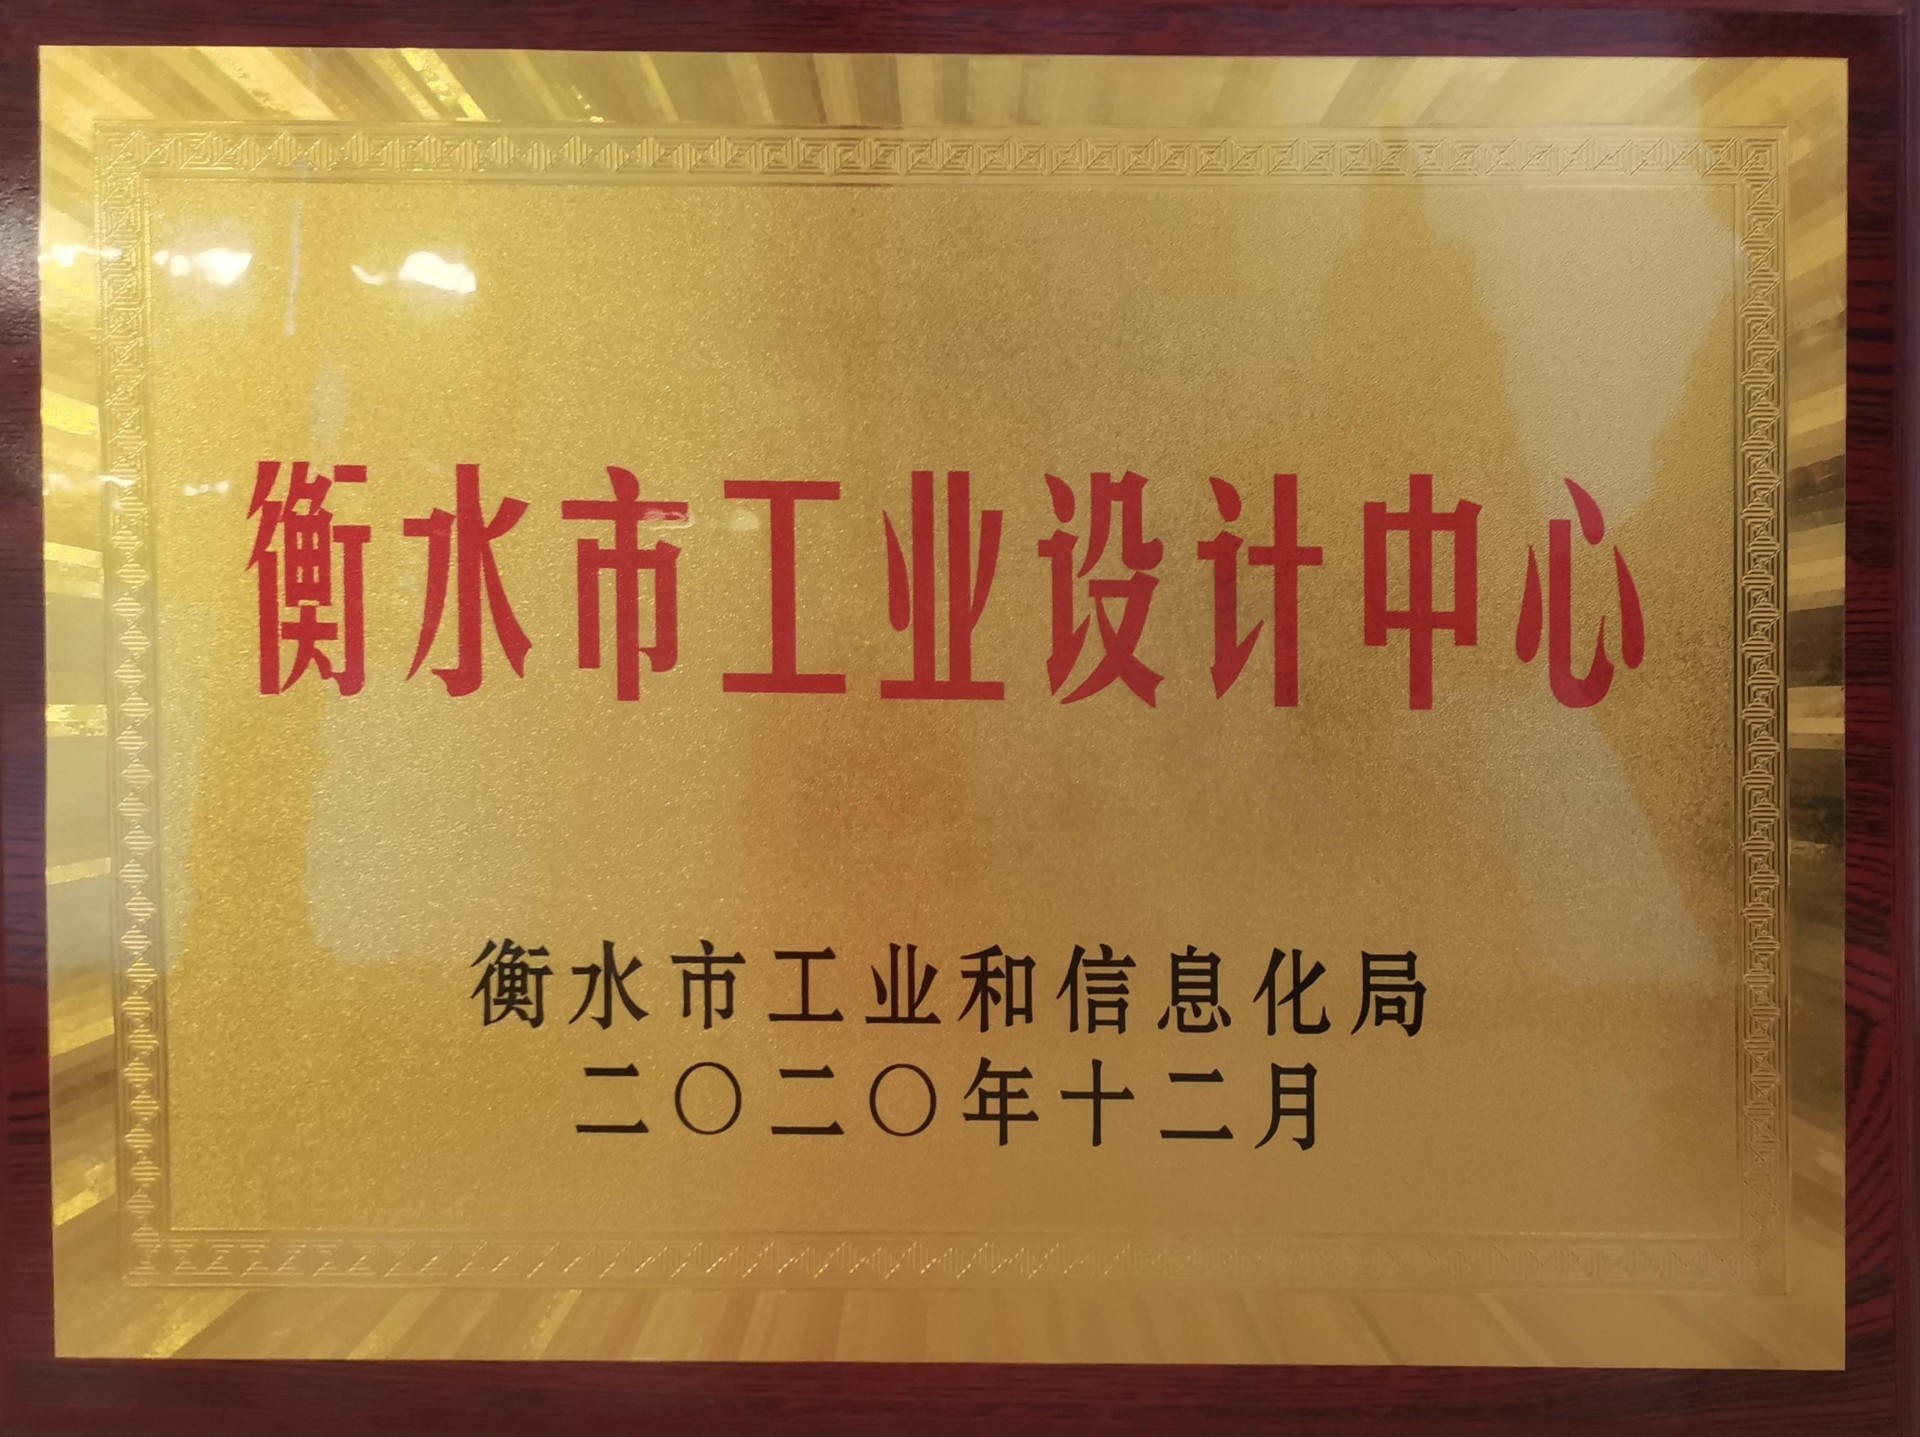 衡水市工业设计中心
衡水市工业和信息化局
二〇二〇年十二月